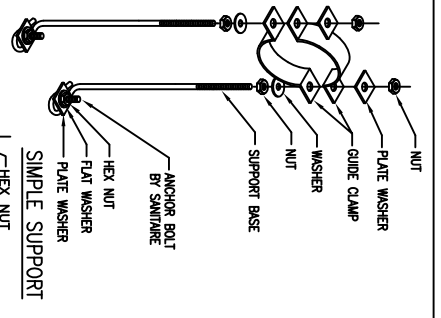 NUT
PLATE WASHER
GUIDE CLAMP
WASHER
NUT
SUPPORT BASE
ANCHOR BOLT
BY SANITAIRE
HEX NUT
FLAT WASHER
PLATE WASHER
SIMPLE SUPPORT
HEX NUT